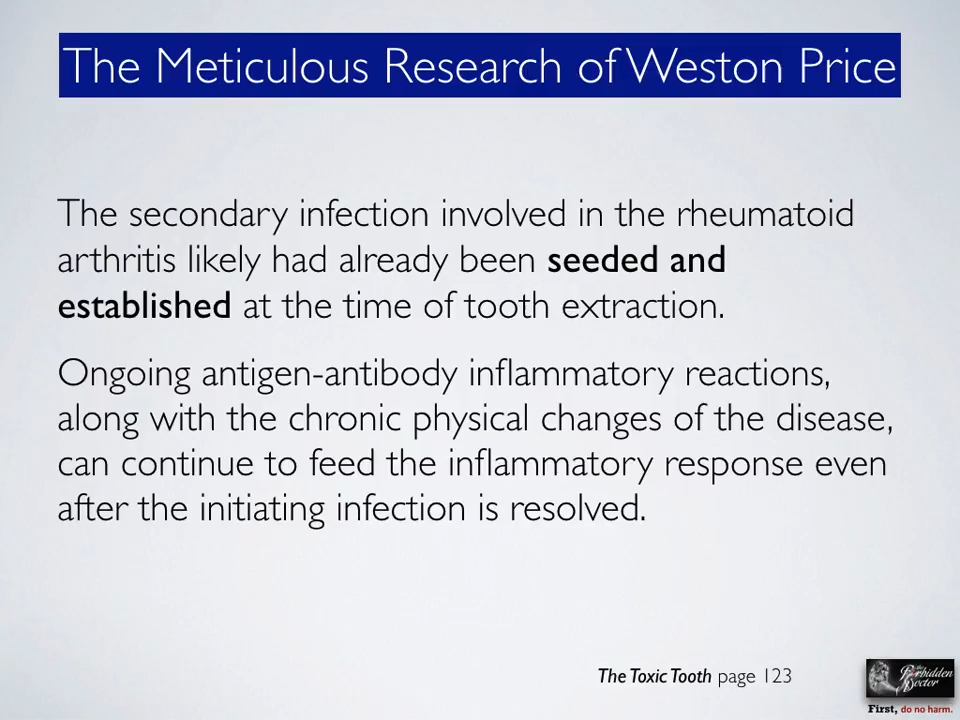 The Meticulous Research of Weston Price
The secondary infection involved in the rheumatoid
arthritis likely had already been seeded and
established at the time of tooth extraction.
Ongoing antigen-antibody inflammatory reactions,
along with the chronic physical changes of the disease,
can continue to feed the inflammatory response even
after the initiating infection is resolved.
The Toxic Tooth page 123
the
Forbidden
Doctor
First, do no harm.